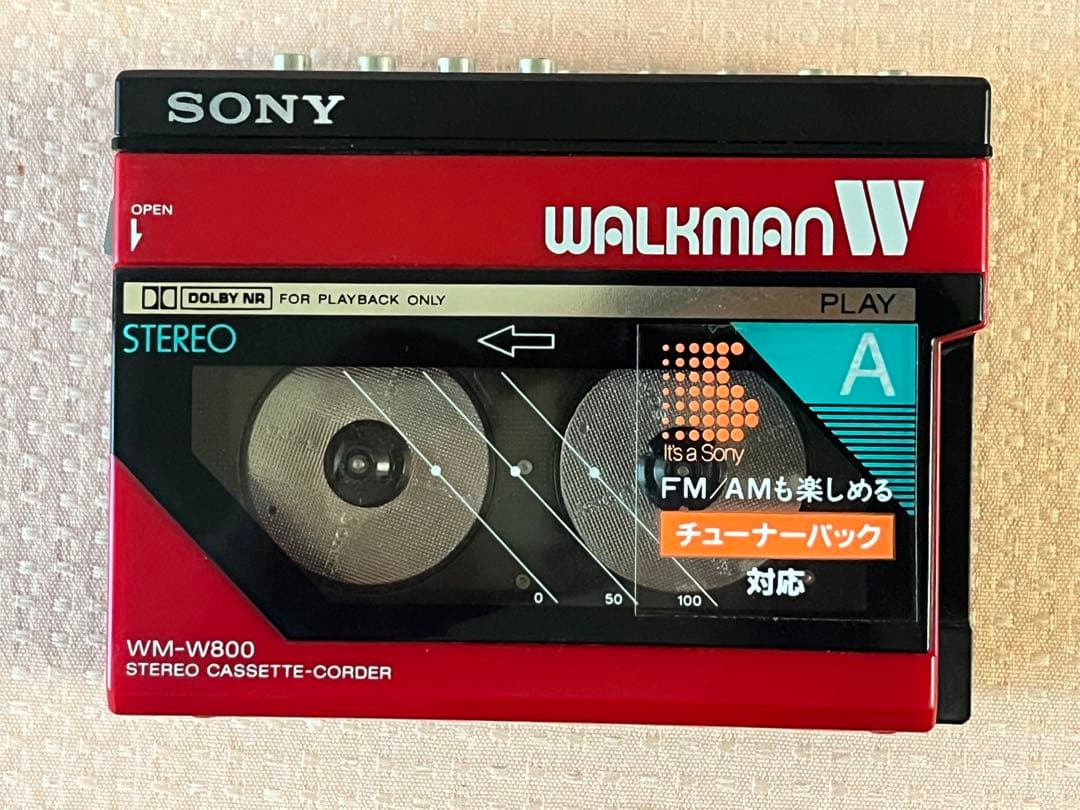 SONY
OPEN
WALKMAN W
DOLBY NR FOR PLAYBACK ONLY
PLAY
STEREO
A
It's a Sony
FM/AMも楽しめる
チューナーパック
対応
0 50 100
WM-W800
STEREO CASSETTE-CORDER